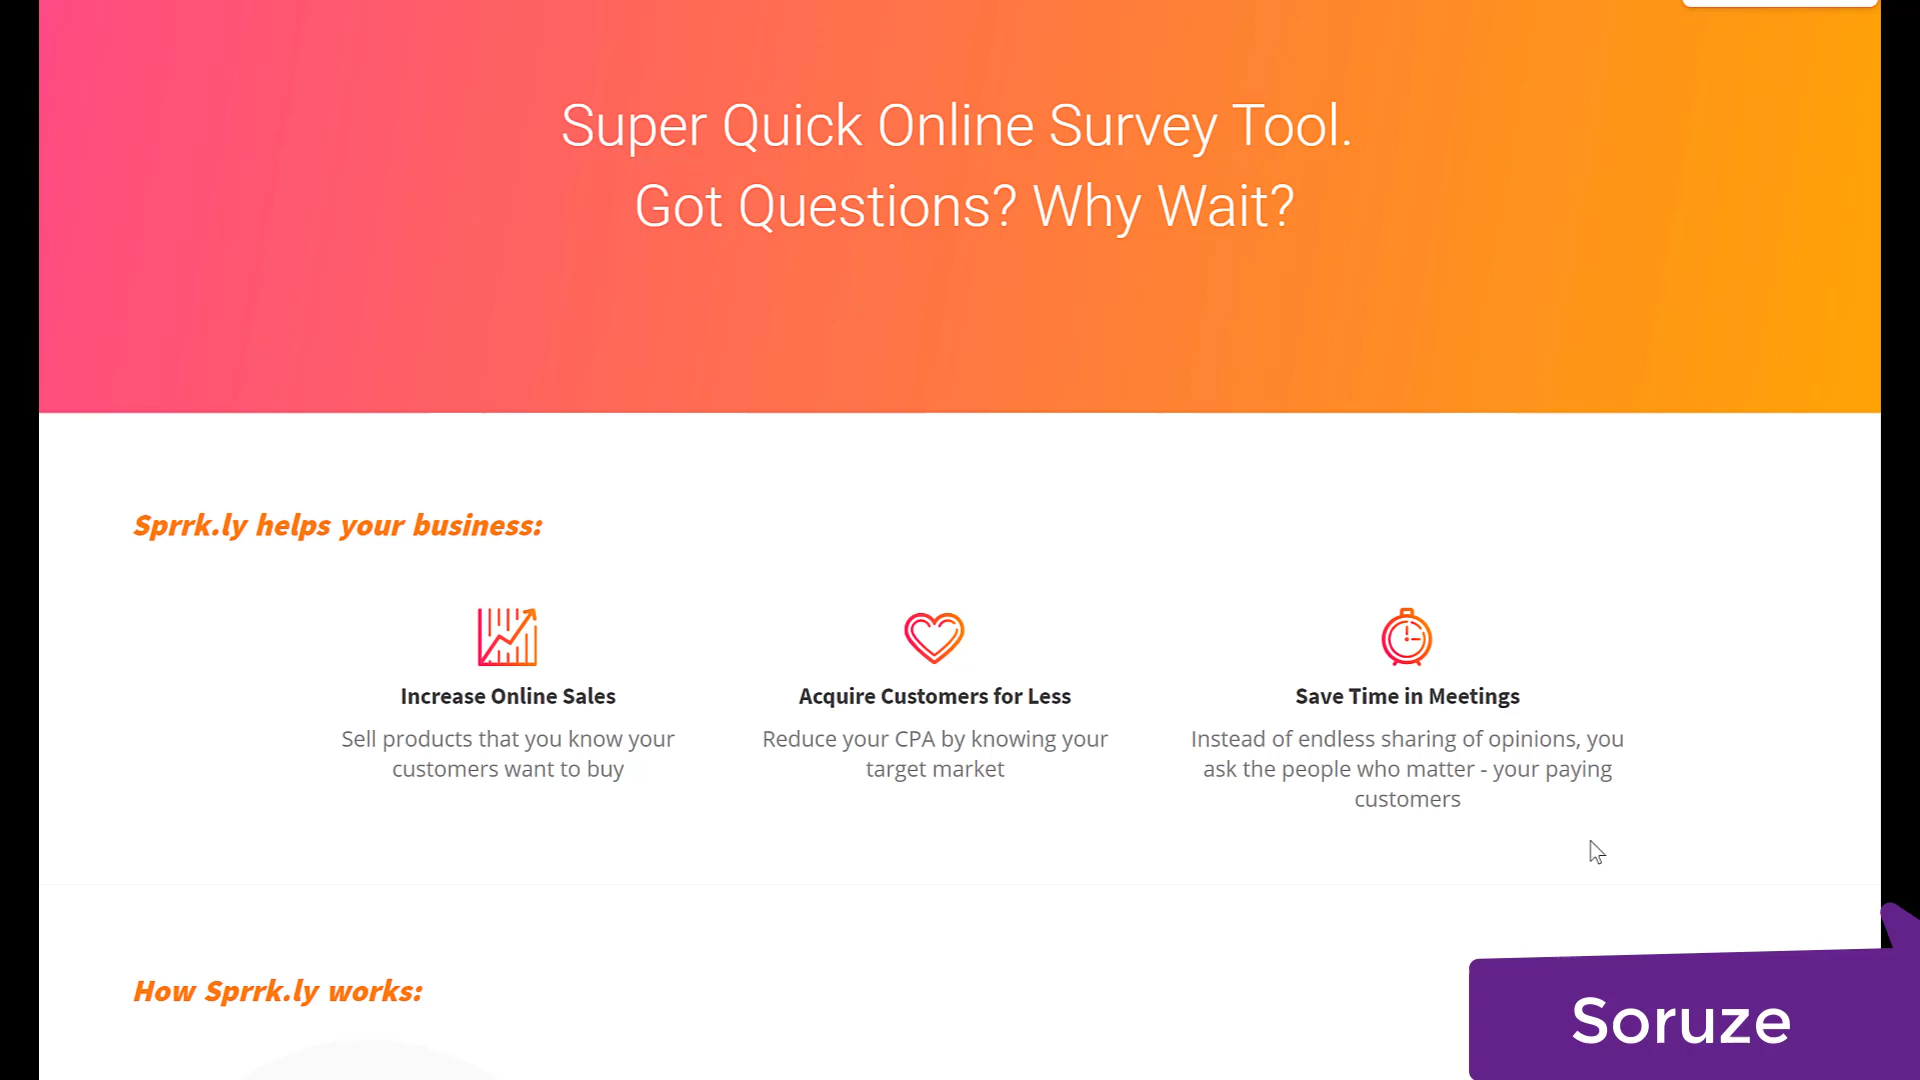 Super Quick Online Survey Tool.
Got Questions? Why Wait?
Sprrk.ly helps your business:
Increase Online Sales
Sell products that you know your
customers want to buy
Acquire Customers for Less
Reduce your CPA by knowing your
target market
Save Time in Meetings
Instead of endless sharing of opinions, you
ask the people who matter - your paying
customers
How Sprrk.ly works:
Soruze